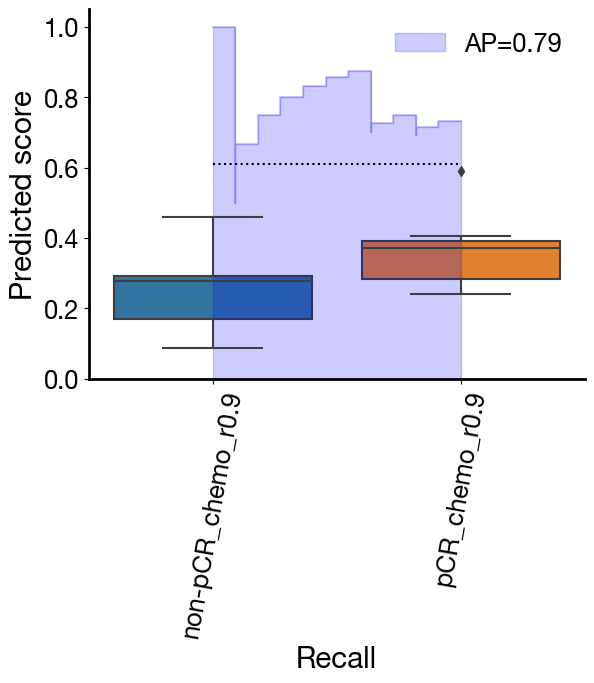 AP=0.79
Predicted score
1.0
0.8
0.6
0.4
0.2
0.0
non-pCR_chemo_r0.9
pCR_chemo_r0.9
Recall